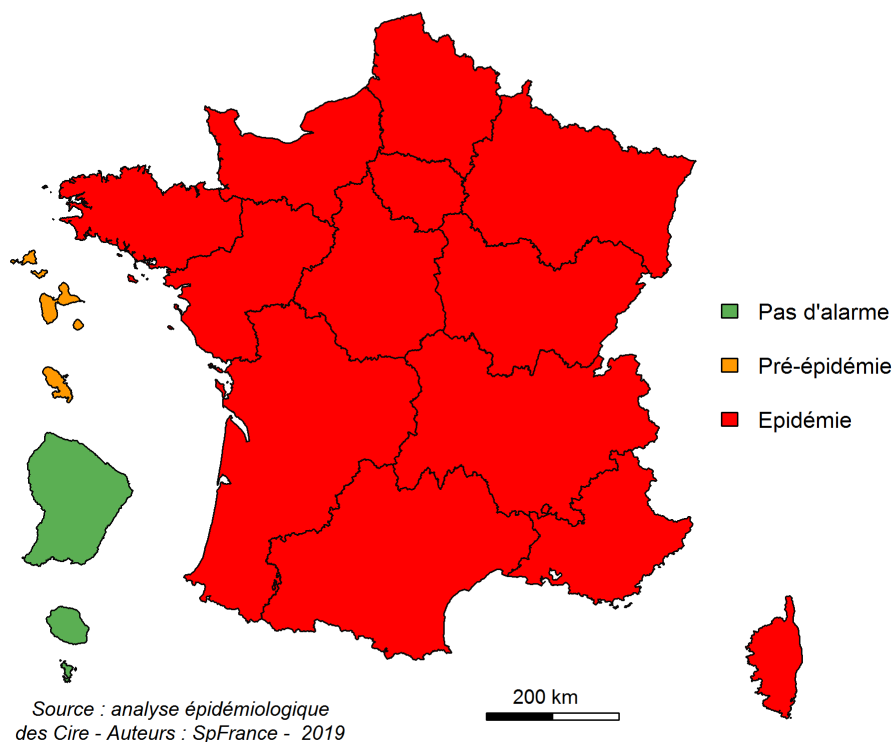 Pas d'alarme
Pré-épidémie
Epidémie
200 km
Source : analyse épidémiologique
des Cire - Auteurs : SpFrance -  2019